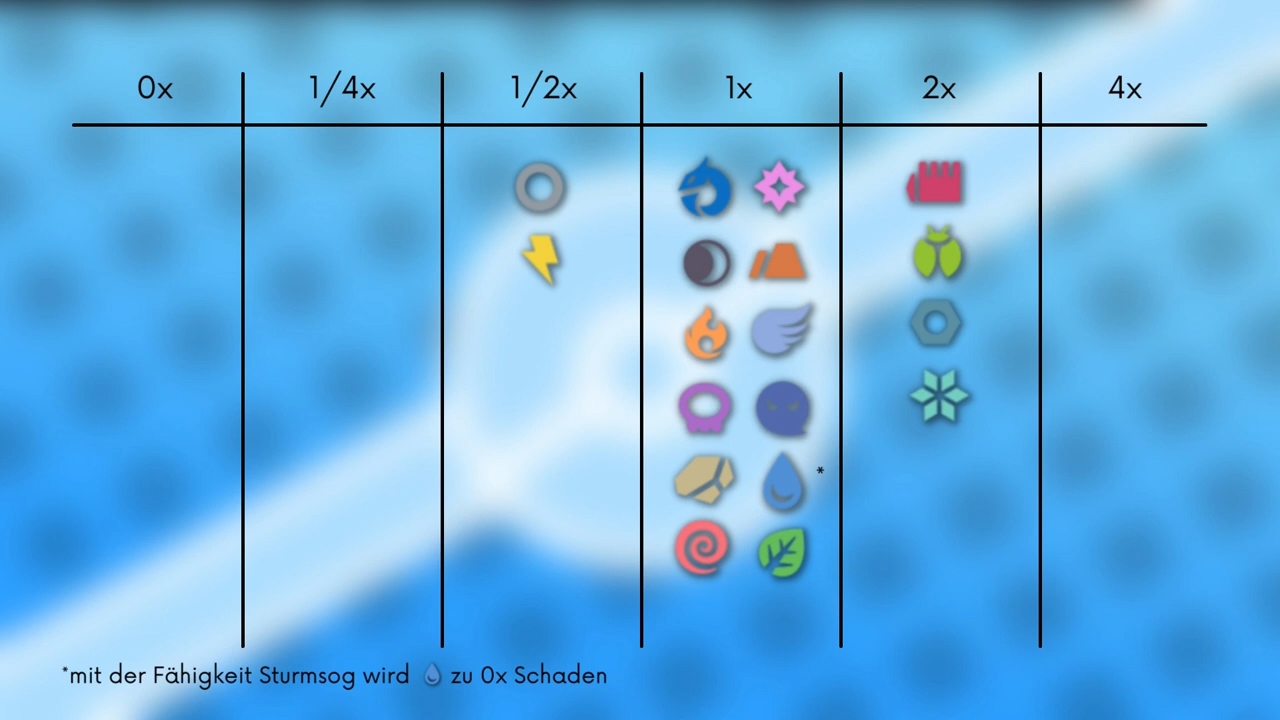 0x 1/4x 1/2x 1x 2x 4x
*
*mit der Fähigkeit Sturmsog wird zu 0x Schaden